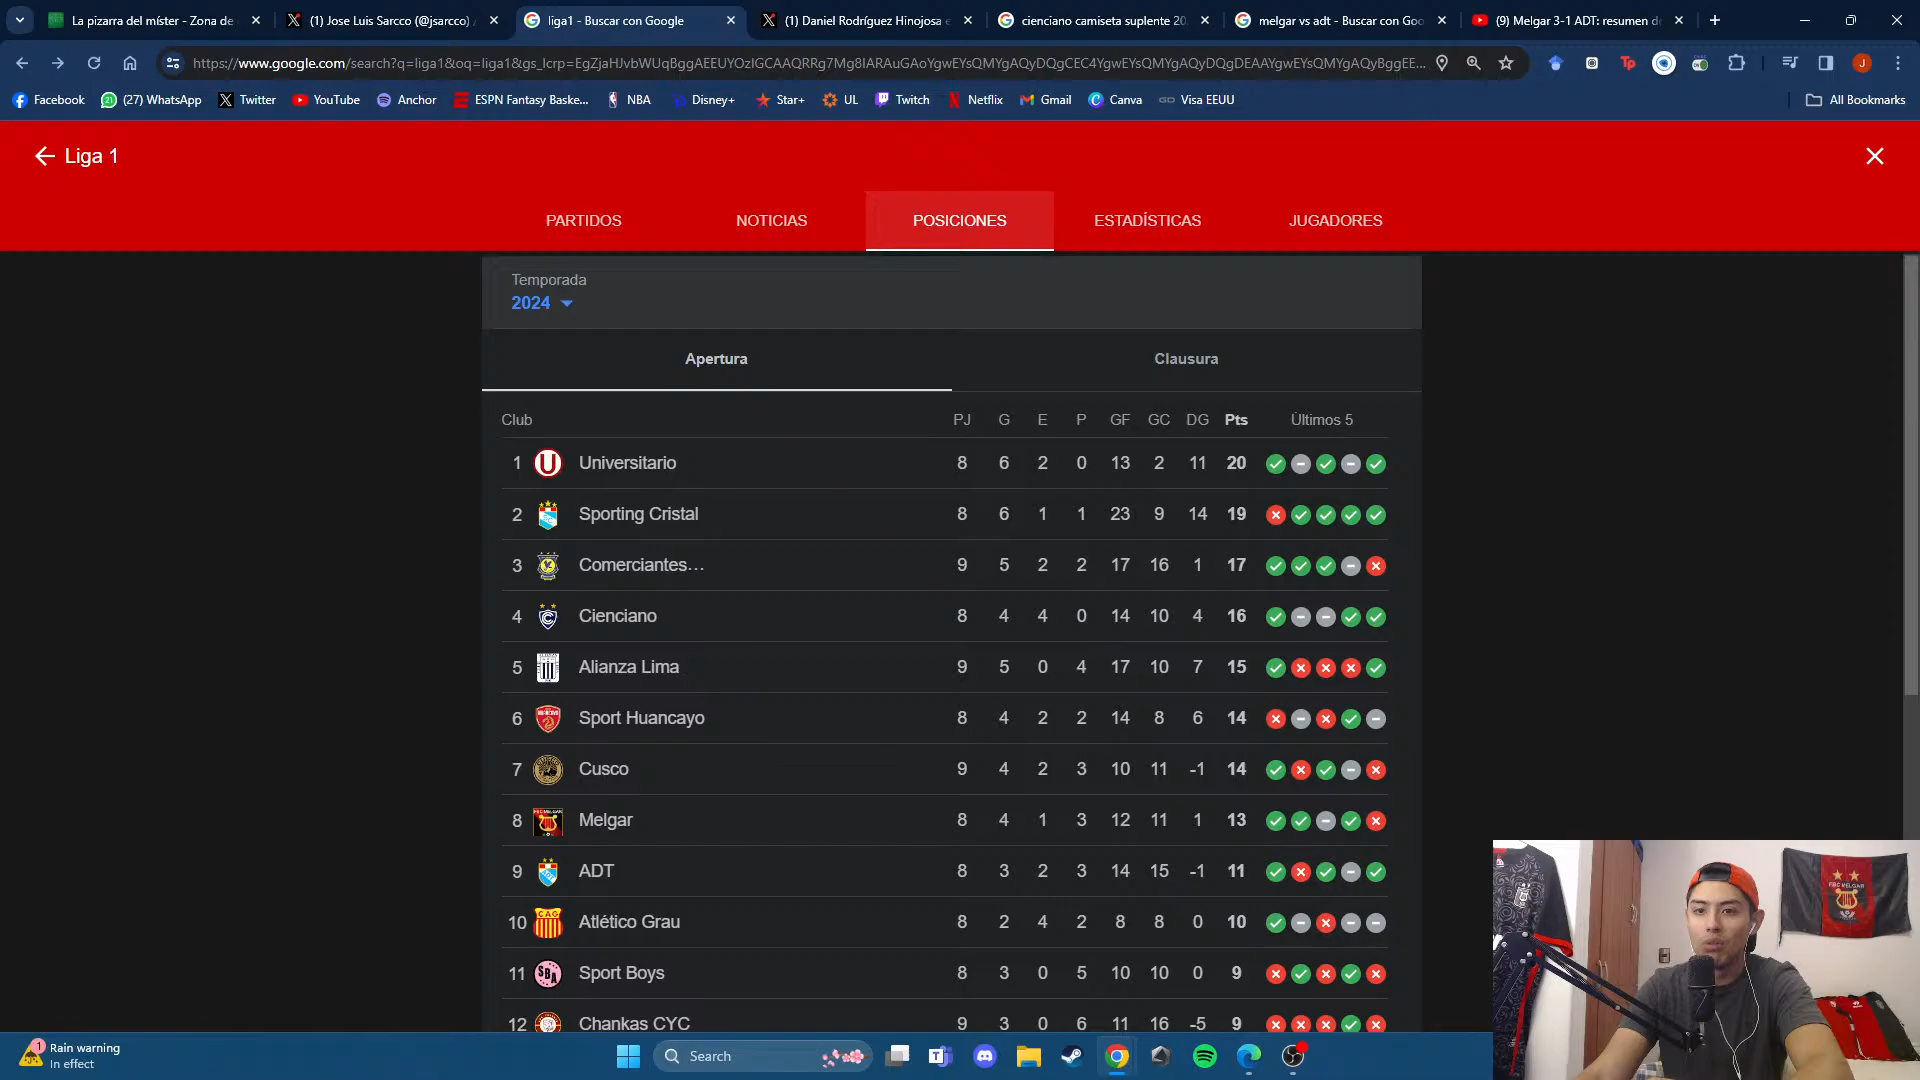 La pizarra del míster - Zona de
(1) Jose Luis Sarcco (@jsarcco) /
liga1 - Buscar con Google
(1) Daniel Rodríguez Hinojosa e
cienciano camiseta suplente 20
melgar vs adt - Buscar con Goo
(9) Melgar 3-1 ADT: resumen de
https://www.google.com/search?q=liga1&oq=liga1&gs_lcrp=EgZjaHJvbWUqBggAEEUYOzIGCAAQRRg7Mg8IARAuGAoYgwEYsQMYgAQyDQgCEC4YgwEYsQMYgAQyDQgDEAAYgwEYsQMYgAQyBggEE...
Facebook
(27) WhatsApp
Twitter
YouTube
Anchor
ESPN Fantasy Baske...
NBA
Disney+
Star+
UL
Twitch
Netflix
Gmail
Canva
Visa EEUU
All Bookmarks
Liga 1
PARTIDOS NOTICIAS POSICIONES ESTADÍSTICAS JUGADORES
Temporada
2024
Apertura Clausura
Club PJ G E P GF GC DG Pts Últimos 5
1 Universitario 8 6 2 0 13 2 11 20
2 Sporting Cristal 8 6 1 1 23 9 14 19
3 Comerciantes... 9 5 2 2 17 16 1 17
4 Cienciano 8 4 4 0 14 10 4 16
5 Alianza Lima 9 5 0 4 17 10 7 15
6 Sport Huancayo 8 4 2 2 14 8 6 14
7 Cusco 9 4 2 3 10 11 -1 14
8 Melgar 8 4 1 3 12 11 1 13
9 ADT 8 3 2 3 14 15 -1 11
10 Atlético Grau 8 2 4 2 8 8 0 10
11 Sport Boys 8 3 0 5 10 10 0 9
12 Chankas CYC 9 3 0 6 11 16 -5 9
FBC MELGAR
Rain warning
In effect
Search